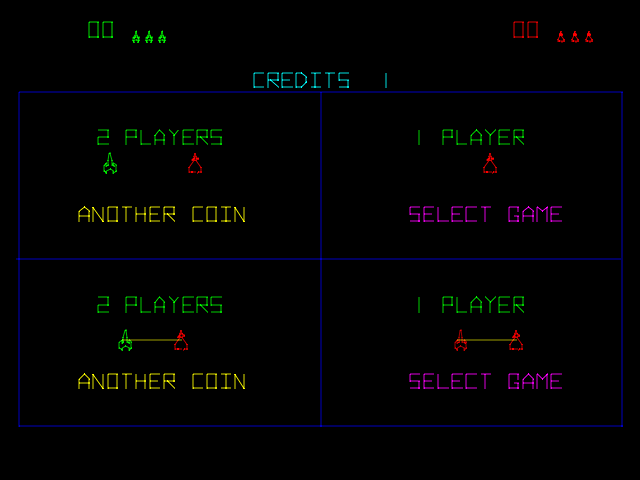 00 00
CREDITS 1
2 PLAYERS 1 PLAYER
ANOTHER COIN SELECT GAME
2 PLAYERS 1 PLAYER
ANOTHER COIN SELECT GAME